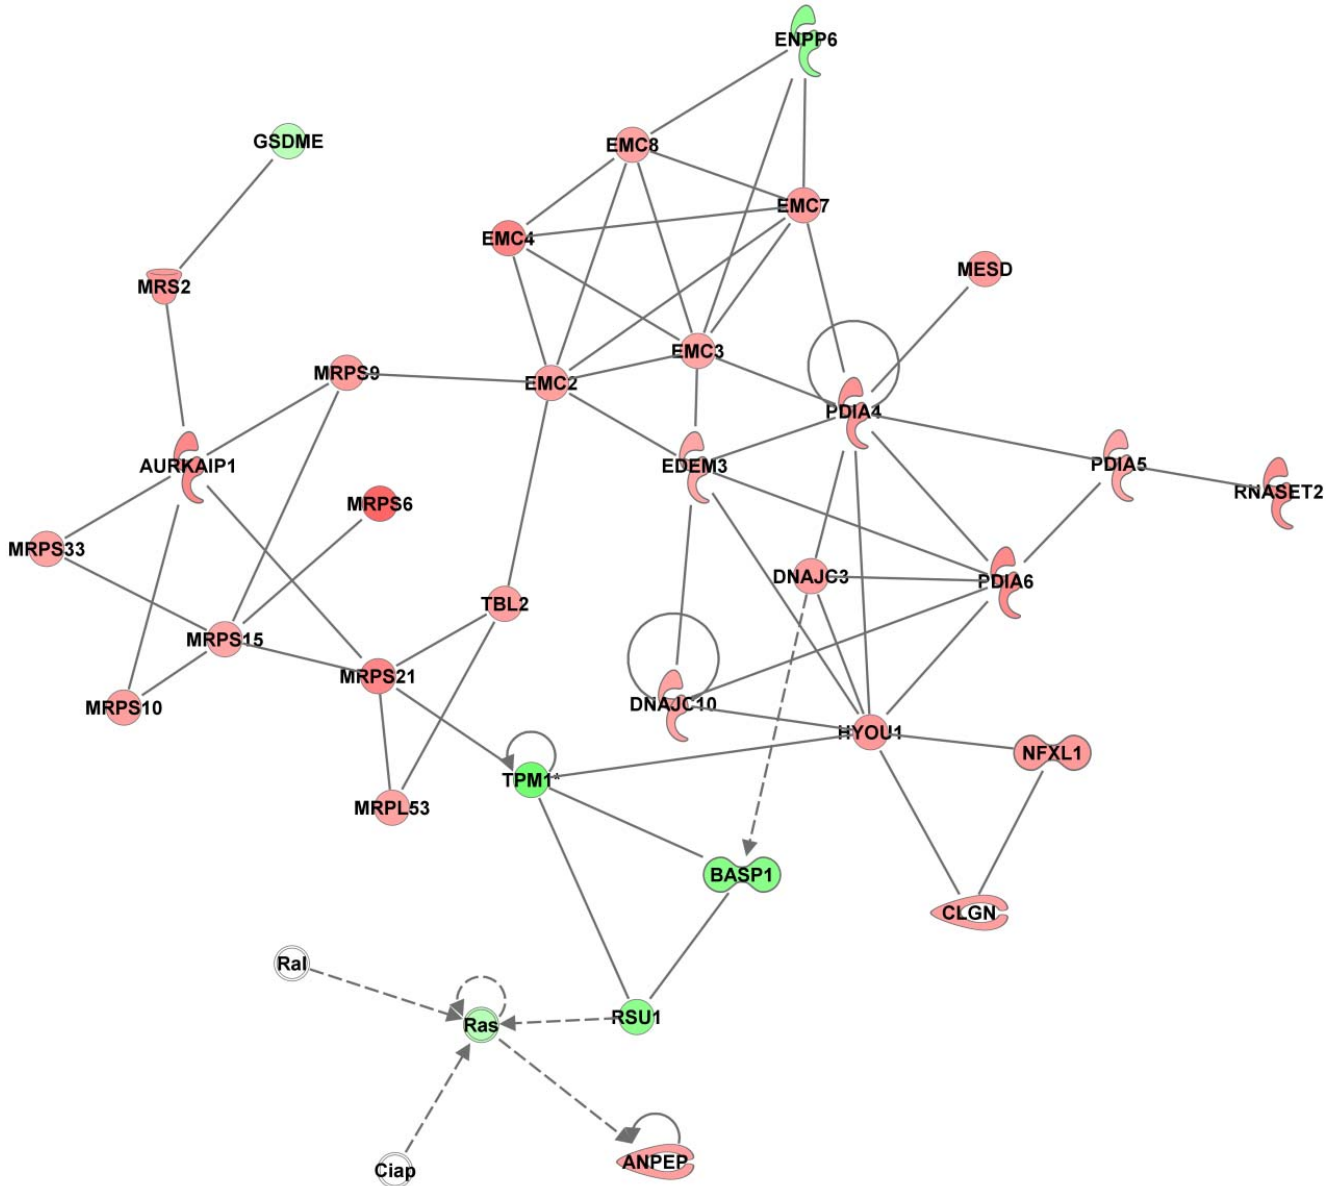 ENPP6
GSDME
EMC8
EMC7
EMC4
MESD
MRS2
EMC3
MRPS9
EMC2
PDIA4
AURKAIP1
EDEM3
PDIA5
RNASET2
MRPS6
MRPS33
DNAJC3
PDIA6
TBL2
MRPS15
MRPS21
MRPS10
DNAJC10
HYOU1
NFXL1
TPM1*
MRPL53
BASP1
CLGN
Ral
Ras
RSU1
ANPEP
Ciap